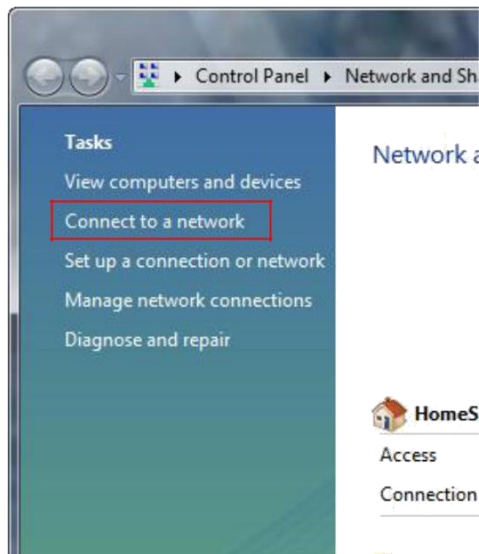 Control Panel Network and Sh
Tasks
View computers and devices
Connect to a network
Set up a connection or network
Manage network connections
Diagnose and repair
Network a
HomeS
Access
Connection